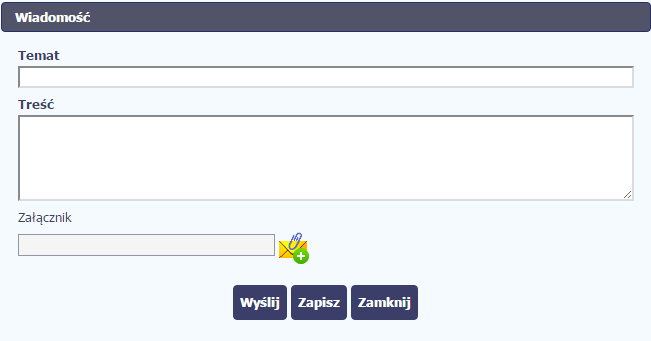 Wiadomość
Temat
Treść
Załącznik
Wyślij Zapisz Zamknij